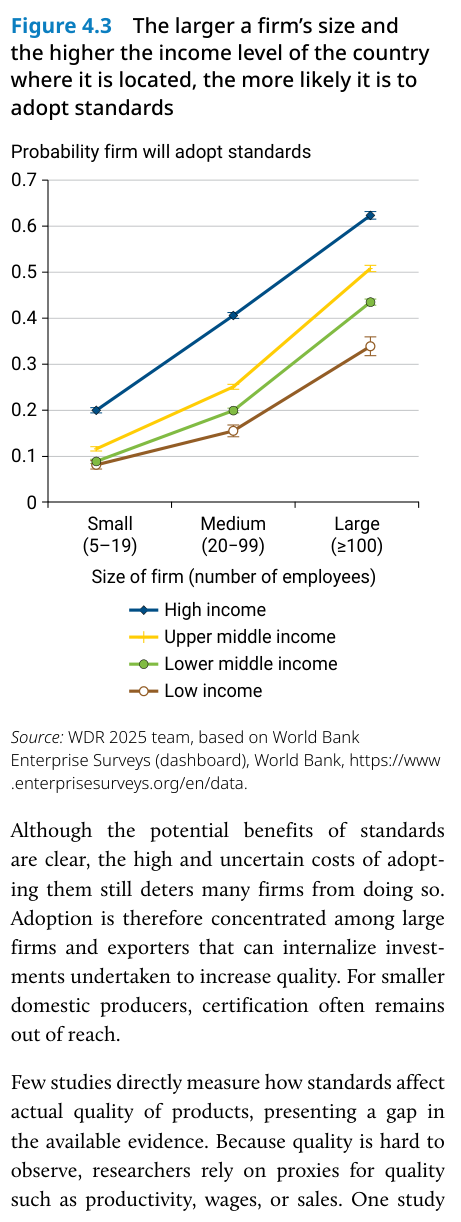 Figure 4.3 The larger a firm’s size and
the higher the income level of the country
where it is located, the more likely it is to
adopt standards
Probability firm will adopt standards
0.7
0.6
0.5
0.4
0.3
0.2
0.1
0
Small
(5–19)
Medium
(20–99)
Large
(≥100)
Size of firm (number of employees)
High income
Upper middle income
Lower middle income
Low income
Source: WDR 2025 team, based on World Bank
Enterprise Surveys (dashboard), World Bank, https://www
.enterprisesurveys.org/en/data.
Although the potential benefits of standards
are clear, the high and uncertain costs of adopt-
ing them still deters many firms from doing so.
Adoption is therefore concentrated among large
firms and exporters that can internalize invest-
ments undertaken to increase quality. For smaller
domestic producers, certification often remains
out of reach.
Few studies directly measure how standards affect
actual quality of products, presenting a gap in
the available evidence. Because quality is hard to
observe, researchers rely on proxies for quality
such as productivity, wages, or sales. One study